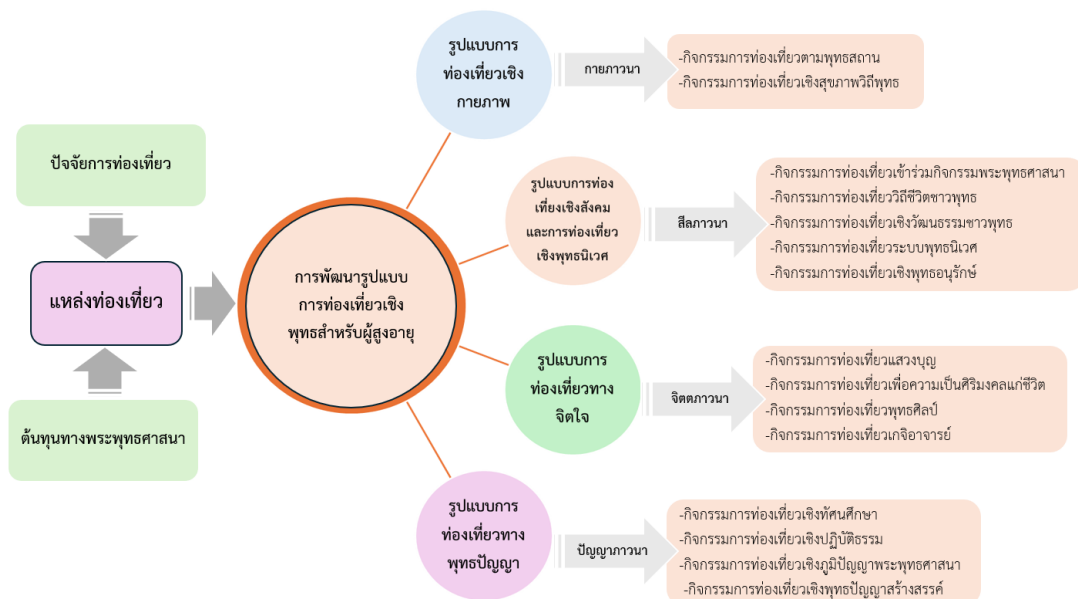 ปัจจัยการท่องเที่ยว
แหล่งท่องเที่ยว
ต้นทุนทางพระพุทธศาสนา
การพัฒนารูปแบบ
การท่องเที่ยวเชิง
พุทธสำหรับผู้สูงอายุ
รูปแบบการ
ท่องเที่ยวเชิง
กายภาพ
กายภาวนา
-กิจกรรมการท่องเที่ยวตามพุทธสถาน
-กิจกรรมการท่องเที่ยวเชิงสุขภาพวิถีพุทธ
รูปแบบการท่อง
เที่ยงเชิงสังคม
และการท่องเที่ยว
เชิงพุทธนิเวศ
สีลภาวนา
-กิจกรรมการท่องเที่ยวเข้าร่วมกิจกรรมพระพุทธศาสนา
-กิจกรรมการท่องเที่ยววิถีชีวิตชาวพุทธ
-กิจกรรมการท่องเที่ยวเชิงวัฒนธรรมชาวพุทธ
-กิจกรรมการท่องเที่ยวระบบพุทธนิเวศ
-กิจกรรมการท่องเที่ยวเชิงพุทธอนุรักษ์
รูปแบบการ
ท่องเที่ยวทาง
จิตใจ
จิตตภาวนา
-กิจกรรมการท่องเที่ยวแสวงบุญ
-กิจกรรมการท่องเที่ยวเพื่อความเป็นศิริมงคลแก่ชีวิต
-กิจกรรมการท่องเที่ยวพุทธศิลป์
-กิจกรรมการท่องเที่ยวเกจิอาจารย์
รูปแบบการ
ท่องเที่ยวทาง
พุทธปัญญา
ปัญญาภาวนา
-กิจกรรมการท่องเที่ยวเชิงทัศนศึกษา
-กิจกรรมการท่องเที่ยวเชิงปฏิบัติธรรม
-กิจกรรมการท่องเที่ยวเชิงภูมิปัญญาพระพุทธศาสนา
-กิจกรรมการท่องเที่ยวเชิงพุทธปัญญาสร้างสรรค์